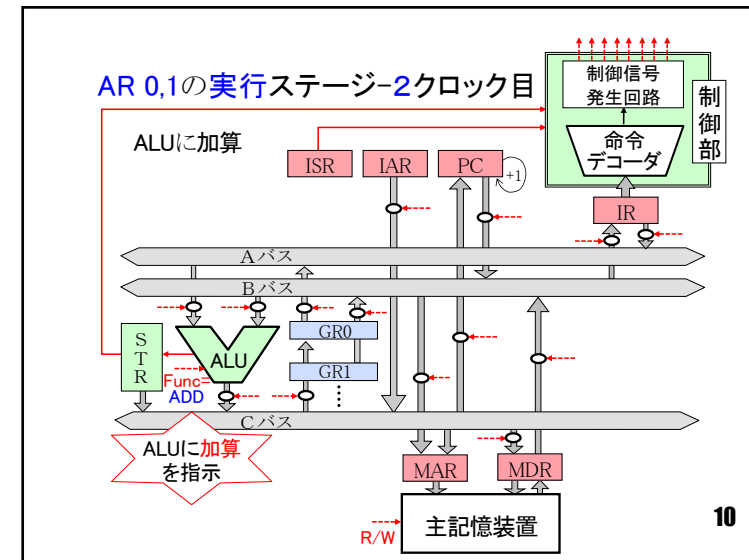 AR 0,1の実行ステージ-2クロック目
ALUに加算
制御信号
発生回路
命令
デコーダ
制御部
ISR
IAR
PC
+1
IR
Aバス
Bバス
STR
ALU
Func=
ADD
GR0
GR1
⋮
Cバス
ALUに加算
を指示
MAR
MDR
R/W
主記憶装置
10